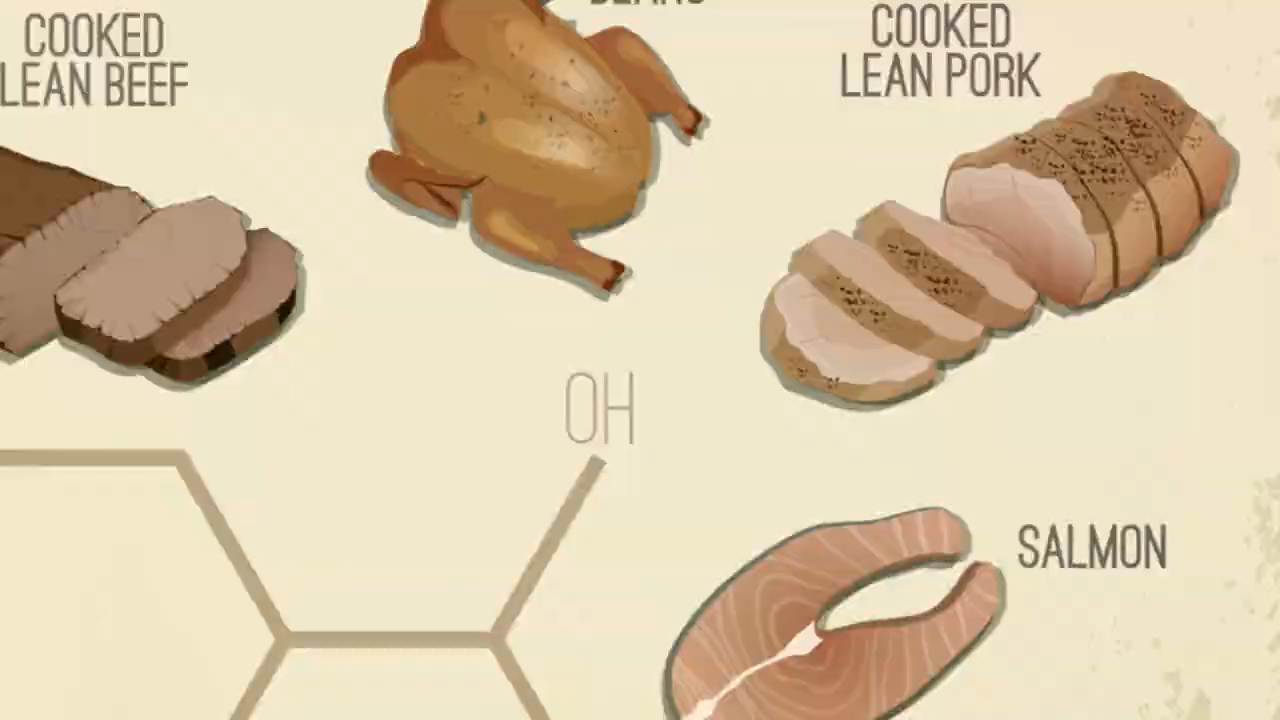 COOKED
LEAN BEEF
COOKED
LEAN PORK
OH
SALMON